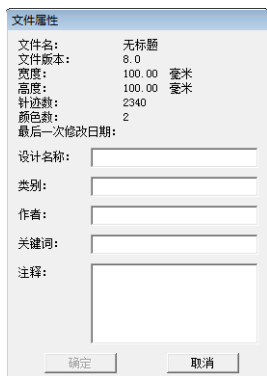 文件属性
文件名: 无标题
文件版本: 8.0
宽度: 100.00 毫米
高度: 100.00 毫米
针迹数: 2340
颜色数: 2
最后一次修改日期:
设计名称:
类别:
作者:
关键词:
注释:
确定 取消